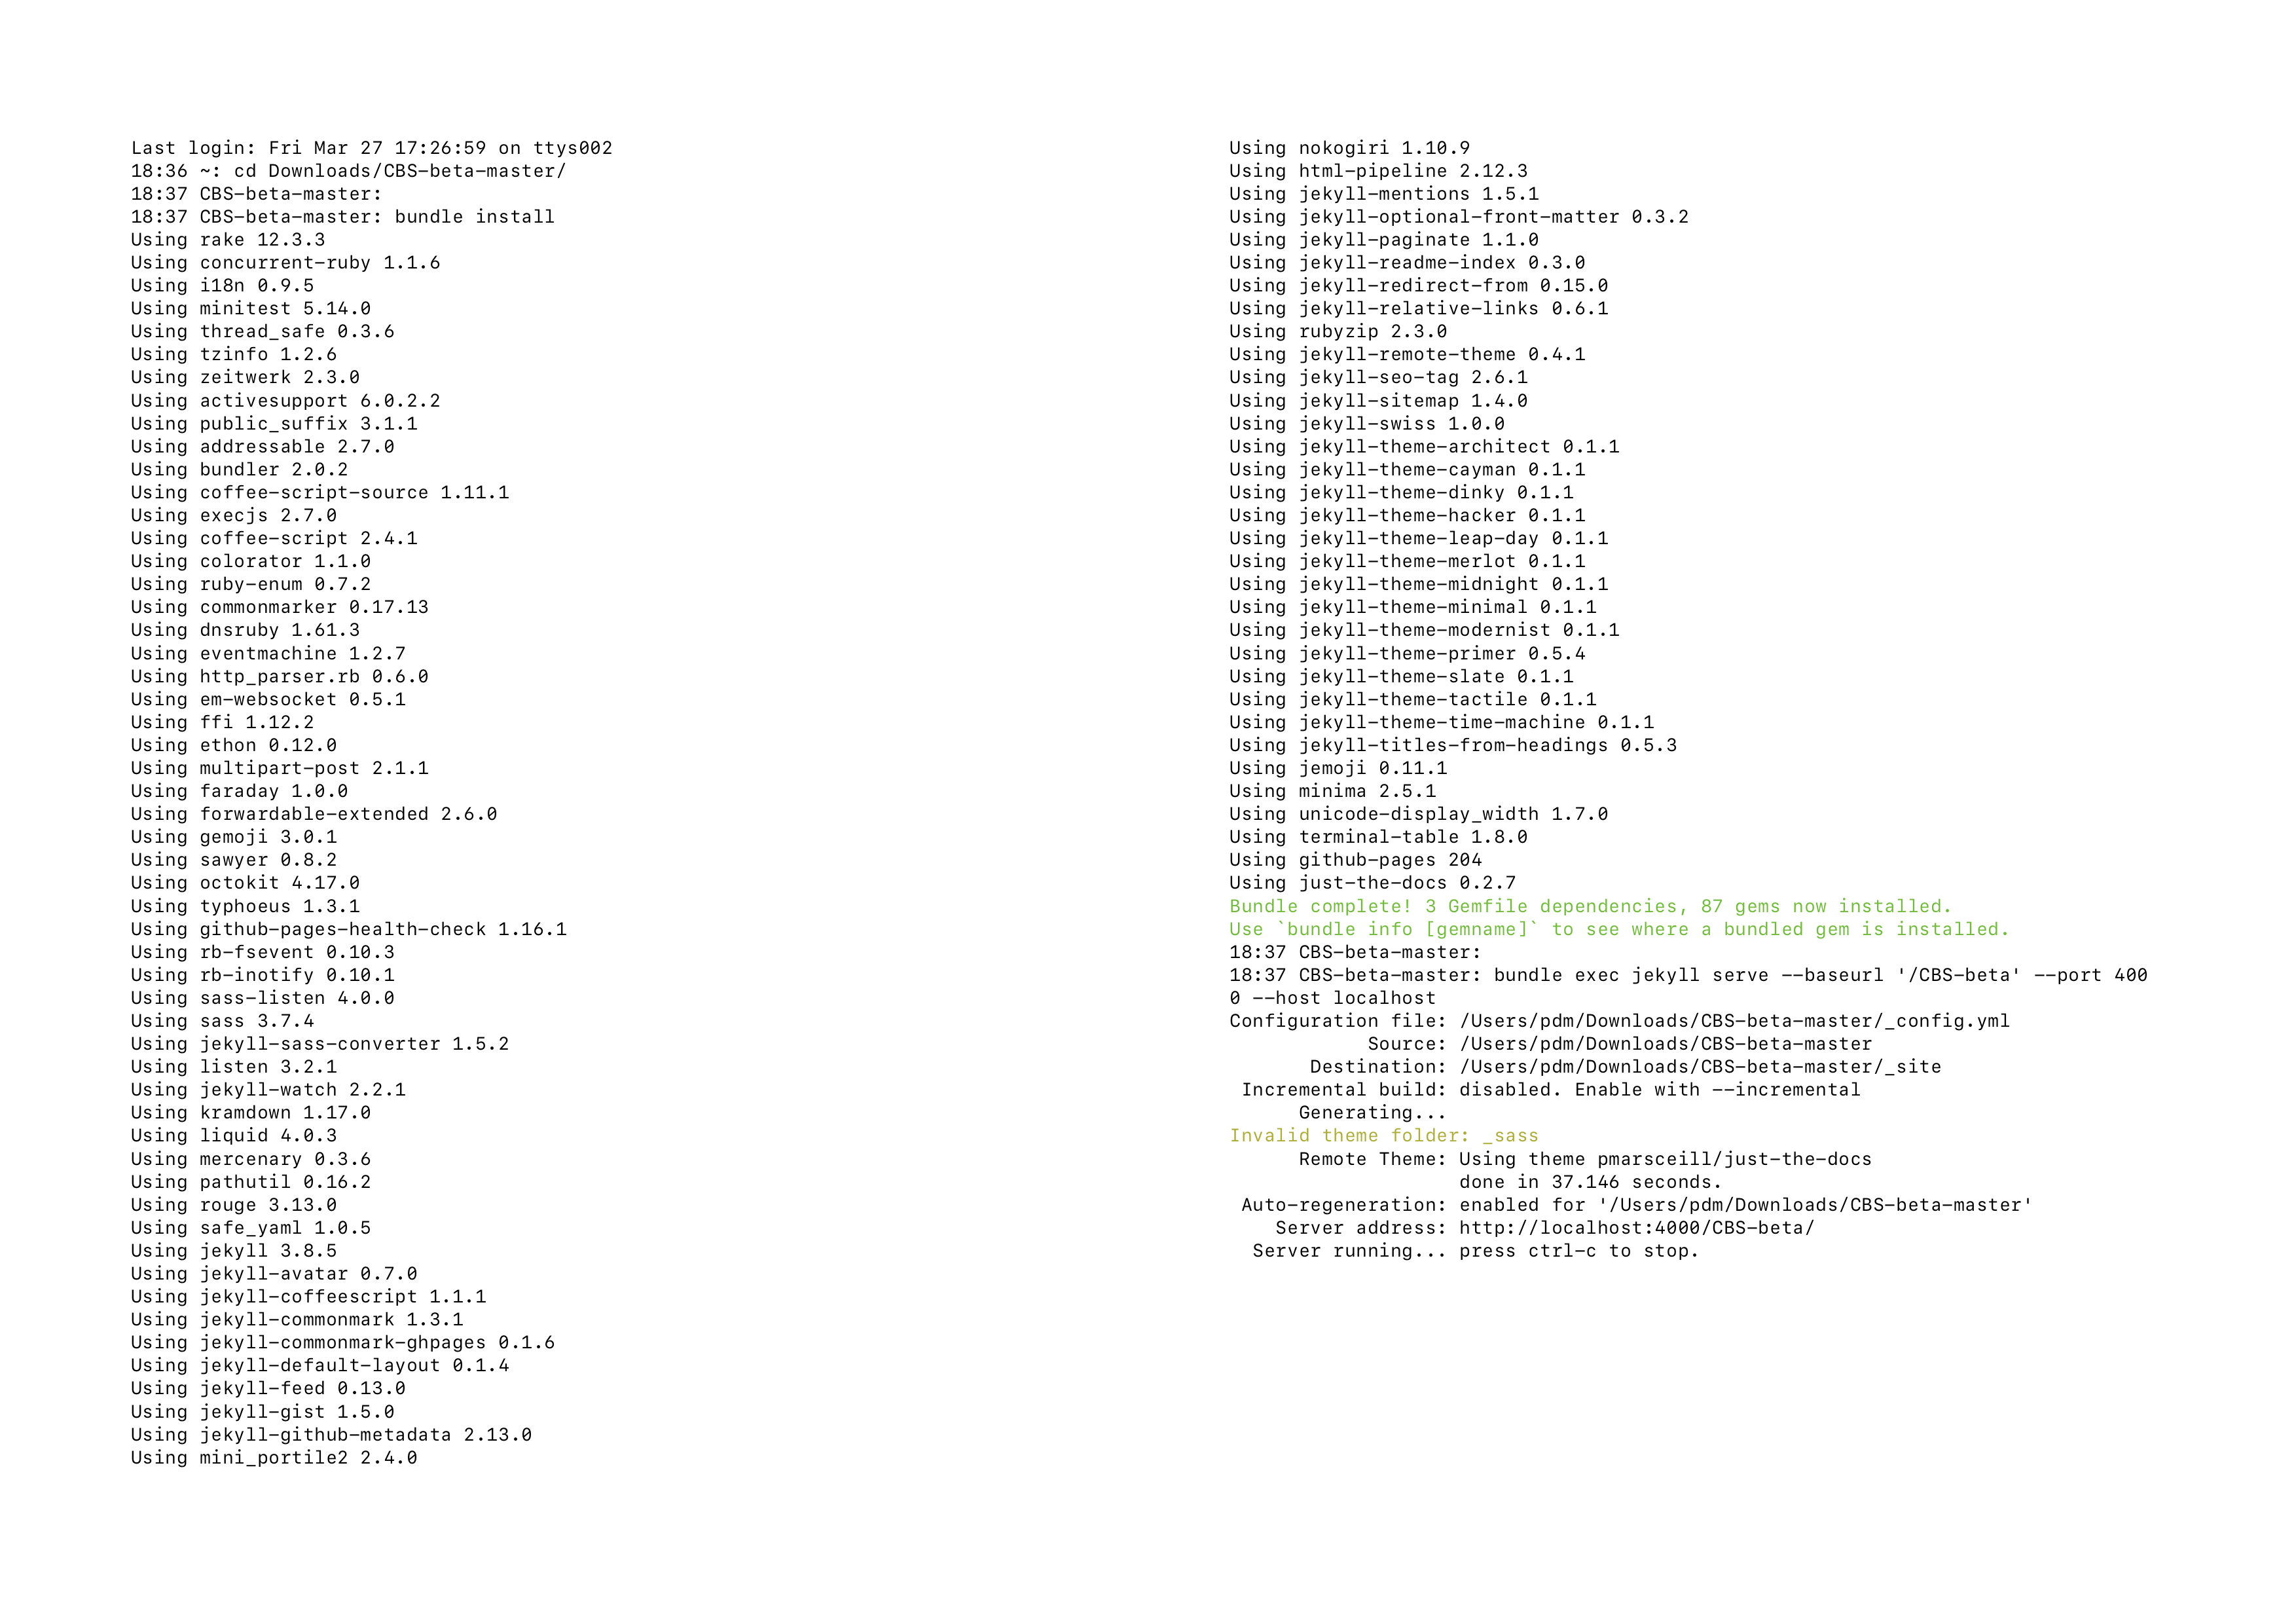 Last login: Fri Mar 27 17:26:59 on ttys002
18:36 ~: cd Downloads/CBS-beta-master/
18:37 CBS-beta-master:
18:37 CBS-beta-master: bundle install
Using rake 12.3.3
Using concurrent-ruby 1.1.6
Using i18n 0.9.5
Using minitest 5.14.0
Using thread_safe 0.3.6
Using tzinfo 1.2.6
Using zeitwerk 2.3.0
Using activesupport 6.0.2.2
Using public_suffix 3.1.1
Using addressable 2.7.0
Using bundler 2.0.2
Using coffee-script-source 1.11.1
Using execjs 2.7.0
Using coffee-script 2.4.1
Using colorator 1.1.0
Using ruby-enum 0.7.2
Using commonmarker 0.17.13
Using dnsruby 1.61.3
Using eventmachine 1.2.7
Using http_parser.rb 0.6.0
Using em-websocket 0.5.1
Using ffi 1.12.2
Using ethon 0.12.0
Using multipart-post 2.1.1
Using faraday 1.0.0
Using forwardable-extended 2.6.0
Using gemoji 3.0.1
Using sawyer 0.8.2
Using octokit 4.17.0
Using typhoeus 1.3.1
Using github-pages-health-check 1.16.1
Using rb-fsevent 0.10.3
Using rb-inotify 0.10.1
Using sass-listen 4.0.0
Using sass 3.7.4
Using jekyll-sass-converter 1.5.2
Using listen 3.2.1
Using jekyll-watch 2.2.1
Using kramdown 1.17.0
Using liquid 4.0.3
Using mercenary 0.3.6
Using pathutil 0.16.2
Using rouge 3.13.0
Using safe_yaml 1.0.5
Using jekyll 3.8.5
Using jekyll-avatar 0.7.0
Using jekyll-coffeescript 1.1.1
Using jekyll-commonmark 1.3.1
Using jekyll-commonmark-ghpages 0.1.6
Using jekyll-default-layout 0.1.4
Using jekyll-feed 0.13.0
Using jekyll-gist 1.5.0
Using jekyll-github-metadata 2.13.0
Using mini_portile2 2.4.0
Using nokogiri 1.10.9
Using html-pipeline 2.12.3
Using jekyll-mentions 1.5.1
Using jekyll-optional-front-matter 0.3.2
Using jekyll-paginate 1.1.0
Using jekyll-readme-index 0.3.0
Using jekyll-redirect-from 0.15.0
Using jekyll-relative-links 0.6.1
Using rubyzip 2.3.0
Using jekyll-remote-theme 0.4.1
Using jekyll-seo-tag 2.6.1
Using jekyll-sitemap 1.4.0
Using jekyll-swiss 1.0.0
Using jekyll-theme-architect 0.1.1
Using jekyll-theme-cayman 0.1.1
Using jekyll-theme-dinky 0.1.1
Using jekyll-theme-hacker 0.1.1
Using jekyll-theme-leap-day 0.1.1
Using jekyll-theme-merlot 0.1.1
Using jekyll-theme-midnight 0.1.1
Using jekyll-theme-minimal 0.1.1
Using jekyll-theme-modernist 0.1.1
Using jekyll-theme-primer 0.5.4
Using jekyll-theme-slate 0.1.1
Using jekyll-theme-tactile 0.1.1
Using jekyll-theme-time-machine 0.1.1
Using jekyll-titles-from-headings 0.5.3
Using jemoji 0.11.1
Using minima 2.5.1
Using unicode-display_width 1.7.0
Using terminal-table 1.8.0
Using github-pages 204
Using just-the-docs 0.2.7
Bundle complete! 3 Gemfile dependencies, 87 gems now installed.
Use `bundle info [gemname]` to see where a bundled gem is installed.
18:37 CBS-beta-master:
18:37 CBS-beta-master: bundle exec jekyll serve --baseurl '/CBS-beta' --port 400
0 --host localhost
Configuration file: /Users/pdm/Downloads/CBS-beta-master/_config.yml
Source: /Users/pdm/Downloads/CBS-beta-master
Destination: /Users/pdm/Downloads/CBS-beta-master/_site
Incremental build: disabled. Enable with --incremental
Generating...
Invalid theme folder: _sass
Remote Theme: Using theme pmarsceill/just-the-docs
done in 37.146 seconds.
Auto-regeneration: enabled for '/Users/pdm/Downloads/CBS-beta-master'
Server address: http://localhost:4000/CBS-beta/
Server running... press ctrl-c to stop.